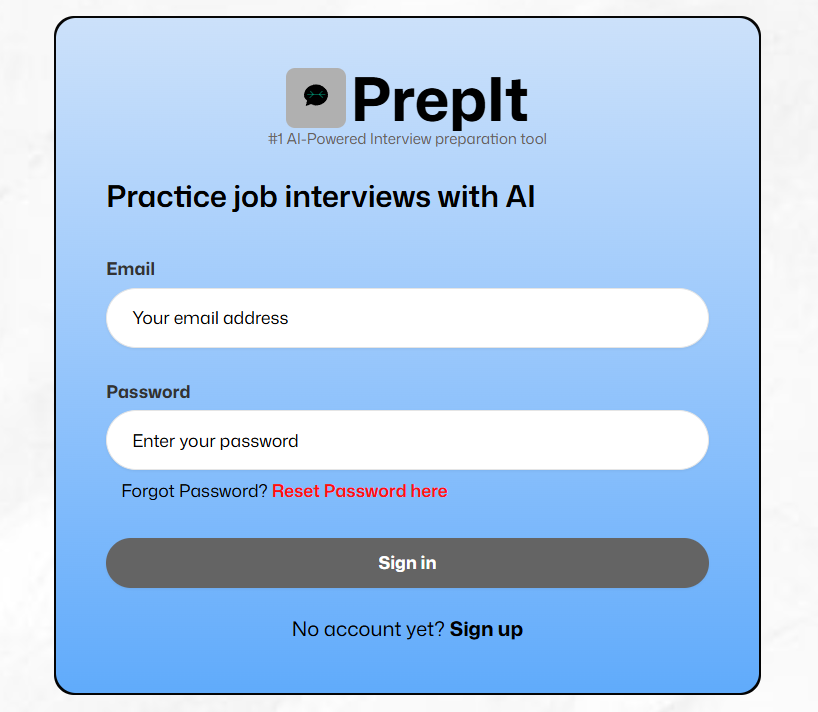 PrepIt
#1 AI-Powered Interview preparation tool
Practice job interviews with AI
Email
Your email address
Password
Enter your password
Forgot Password? Reset Password here
Sign in
No account yet? Sign up